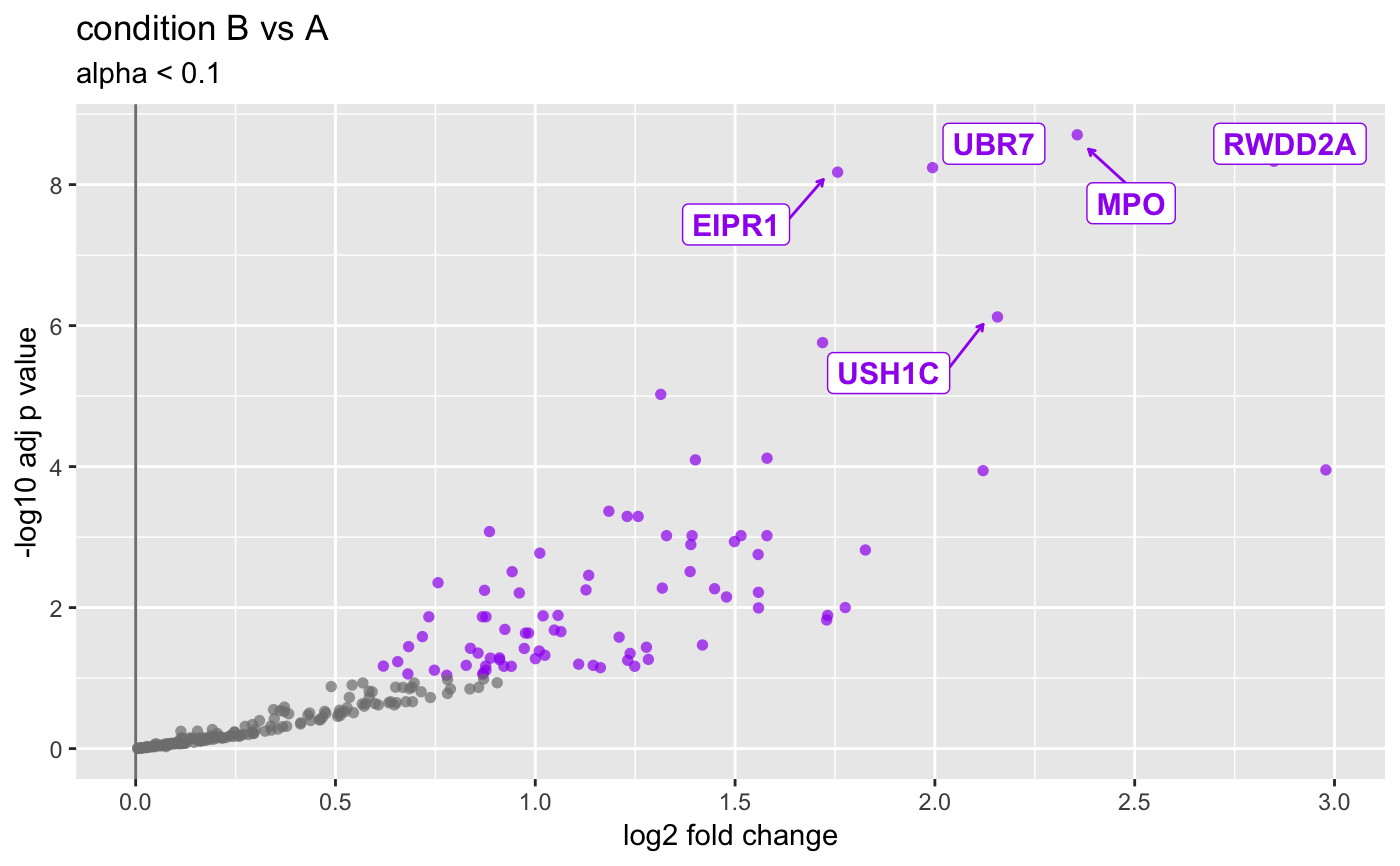 condition B vs A
alpha < 0.1
-log10 adj p value
8
6
4
2
0
UBR7
RWDD2A
MPO
EIPR1
USH1C
0.0
0.5
1.0
1.5
2.0
2.5
3.0
log2 fold change